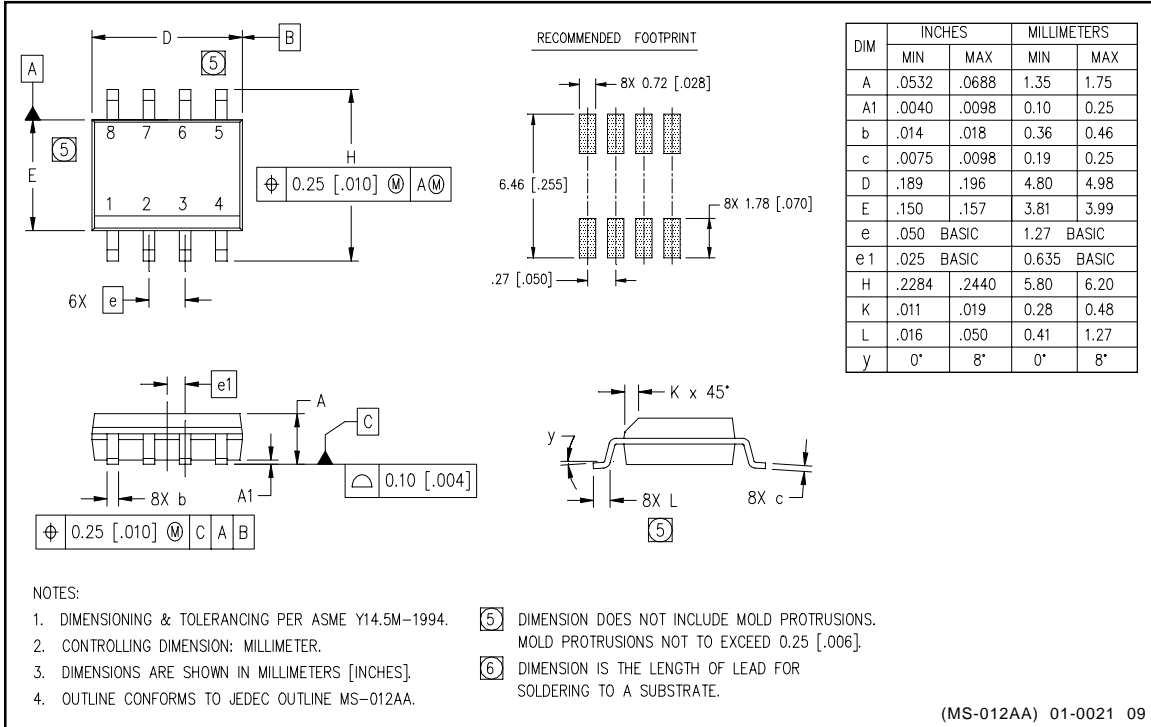 D
B
A
5
8 7 6 5
5
E
H
⌖ 0.25 [.010] Ⓜ AⓂ
1 2 3 4
6X e
RECOMMENDED FOOTPRINT
8X 0.72 [.028]
6.46 [.255]
8X 1.78 [.070]
.27 [.050]
DIM INCHES MILLIMETERS
MIN MAX MIN MAX
A .0532 .0688 1.35 1.75
A1 .0040 .0098 0.10 0.25
b .014 .018 0.36 0.46
c .0075 .0098 0.19 0.25
D .189 .196 4.80 4.98
E .150 .157 3.81 3.99
e .050 BASIC 1.27 BASIC
e1 .025 BASIC 0.635 BASIC
H .2284 .2440 5.80 6.20
K .011 .019 0.28 0.48
L .016 .050 0.41 1.27
y 0° 8° 0° 8°
e1
A
C
⌓ 0.10 [.004]
8X b
A1
⌖ 0.25 [.010] Ⓜ C A B
K x 45°
y
8X L
8X c
5
NOTES:
1. DIMENSIONING & TOLERANCING PER ASME Y14.5M-1994.
2. CONTROLLING DIMENSION: MILLIMETER.
3. DIMENSIONS ARE SHOWN IN MILLIMETERS [INCHES].
4. OUTLINE CONFORMS TO JEDEC OUTLINE MS-012AA.
5 DIMENSION DOES NOT INCLUDE MOLD PROTRUSIONS.
MOLD PROTRUSIONS NOT TO EXCEED 0.25 [.006].
6 DIMENSION IS THE LENGTH OF LEAD FOR
SOLDERING TO A SUBSTRATE.
(MS-012AA) 01-0021 09